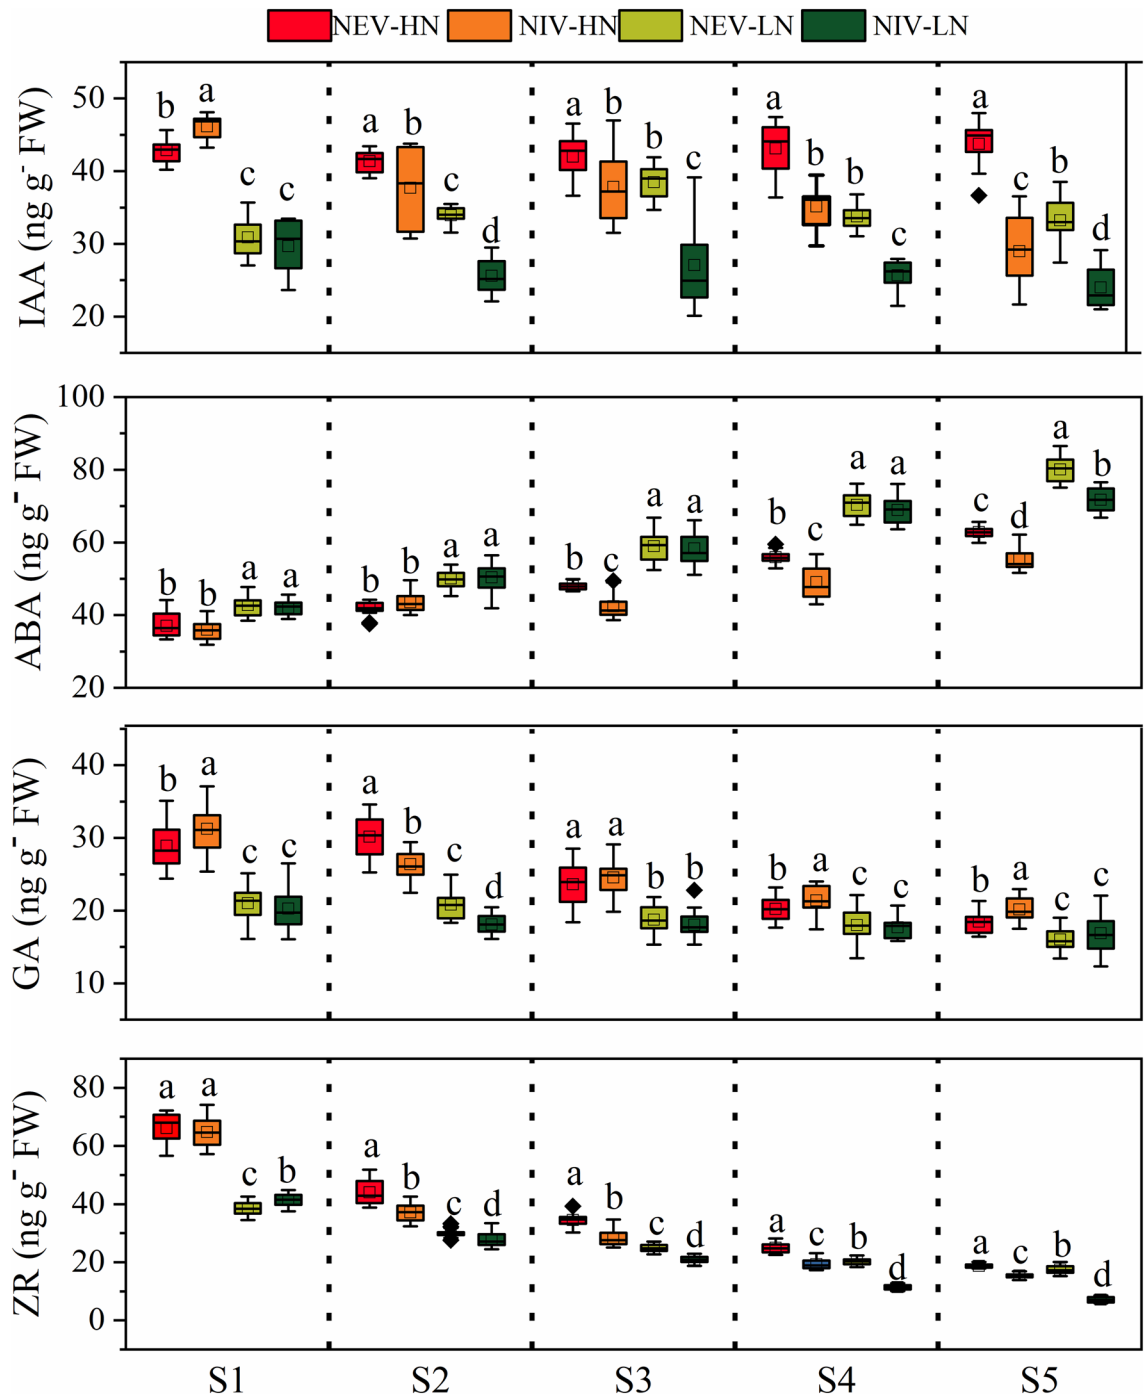 NEV-HN NIV-HN NEV-LN NIV-LN
IAA (ng g⁻ FW)
50
40
30
20
b a c c
a b c d
a b b c
a b b c
a c b d
ABA (ng g⁻ FW)
100
80
60
40
20
b b a a
b b a a
b c a a
b c a a
c d a b
GA (ng g⁻ FW)
40
30
20
10
b a c c
a b c d
a a b b
b a c c
b a c c
ZR (ng g⁻ FW)
80
60
40
20
0
a a c b
a b c d
a b c d
a c b d
a c b d
S1 S2 S3 S4 S5